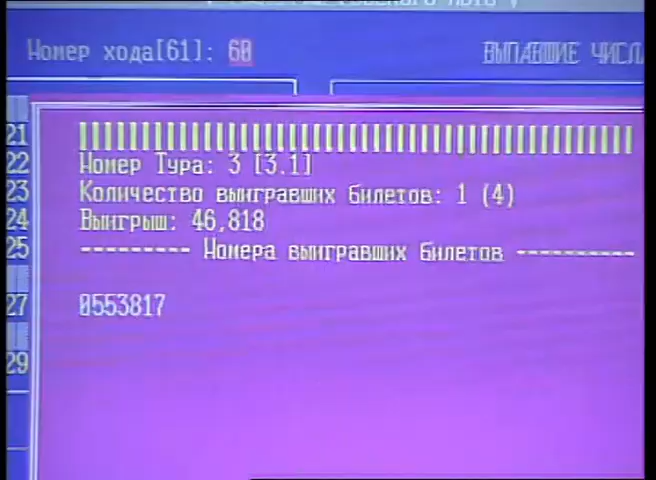 Номер хода[61]: 60
ВЫПАВШИЕ ЧИСЛ
21
22
23
24
25
27
29
Номер Тура: 3 [3.1]
Количество выигравших билетов: 1 (4)
Выигрыш: 46,818
--------- Номера выигравших билетов ----------
0553817